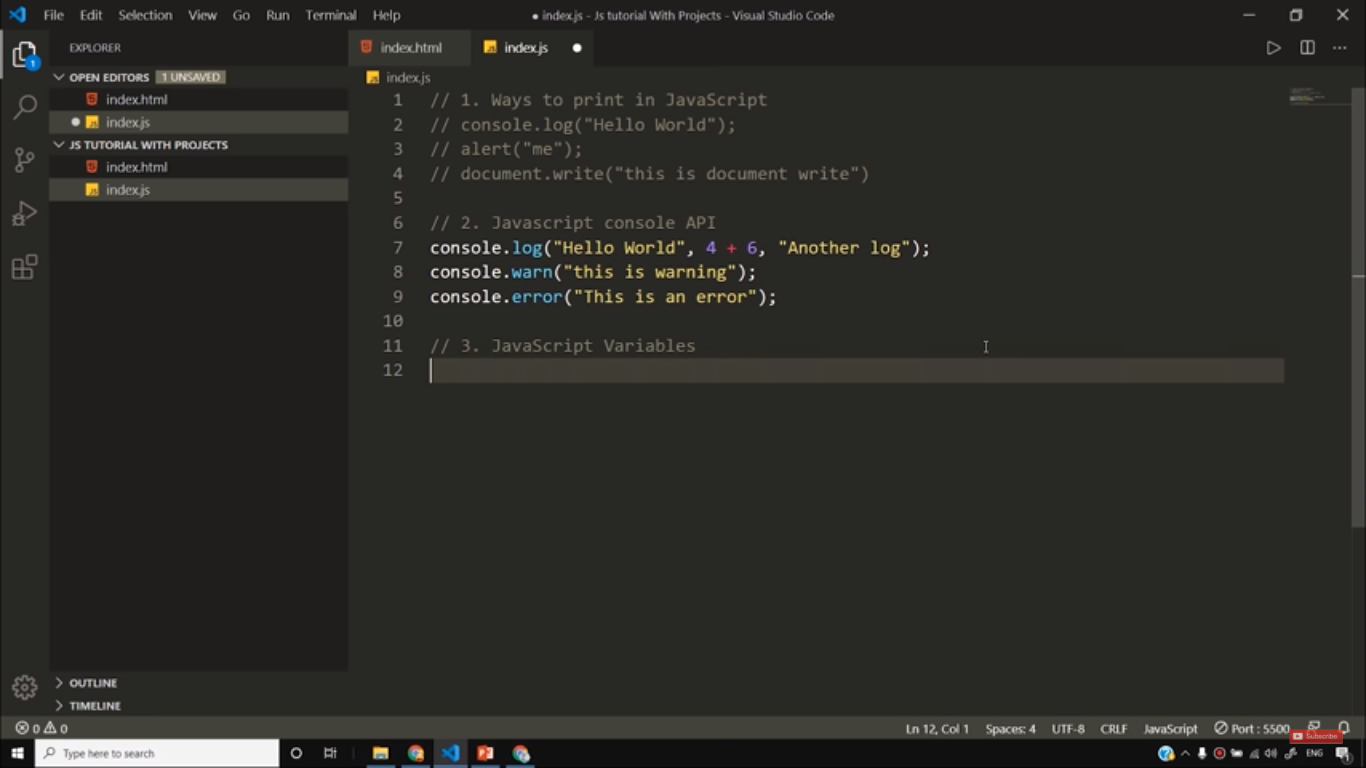 File Edit Selection View Go Run Terminal Help
● index.js - Js tutorial With Projects - Visual Studio Code
EXPLORER
OPEN EDITORS 1 UNSAVED
index.html
index.js
JS TUTORIAL WITH PROJECTS
index.html
index.js
OUTLINE
TIMELINE
1
index.html
JS index.js
JS index.js
1 // 1. Ways to print in JavaScript
2 // console.log("Hello World");
3 // alert("me");
4 // document.write("this is document write")
5
6 // 2. Javascript console API
7 console.log("Hello World", 4 + 6, "Another log");
8 console.warn("this is warning");
9 console.error("This is an error");
10
11 // 3. JavaScript Variables
12
0 0
Ln 12, Col 1 Spaces: 4 UTF-8 CRLF JavaScript Port : 5500
Subscribe
Type here to search
ENG